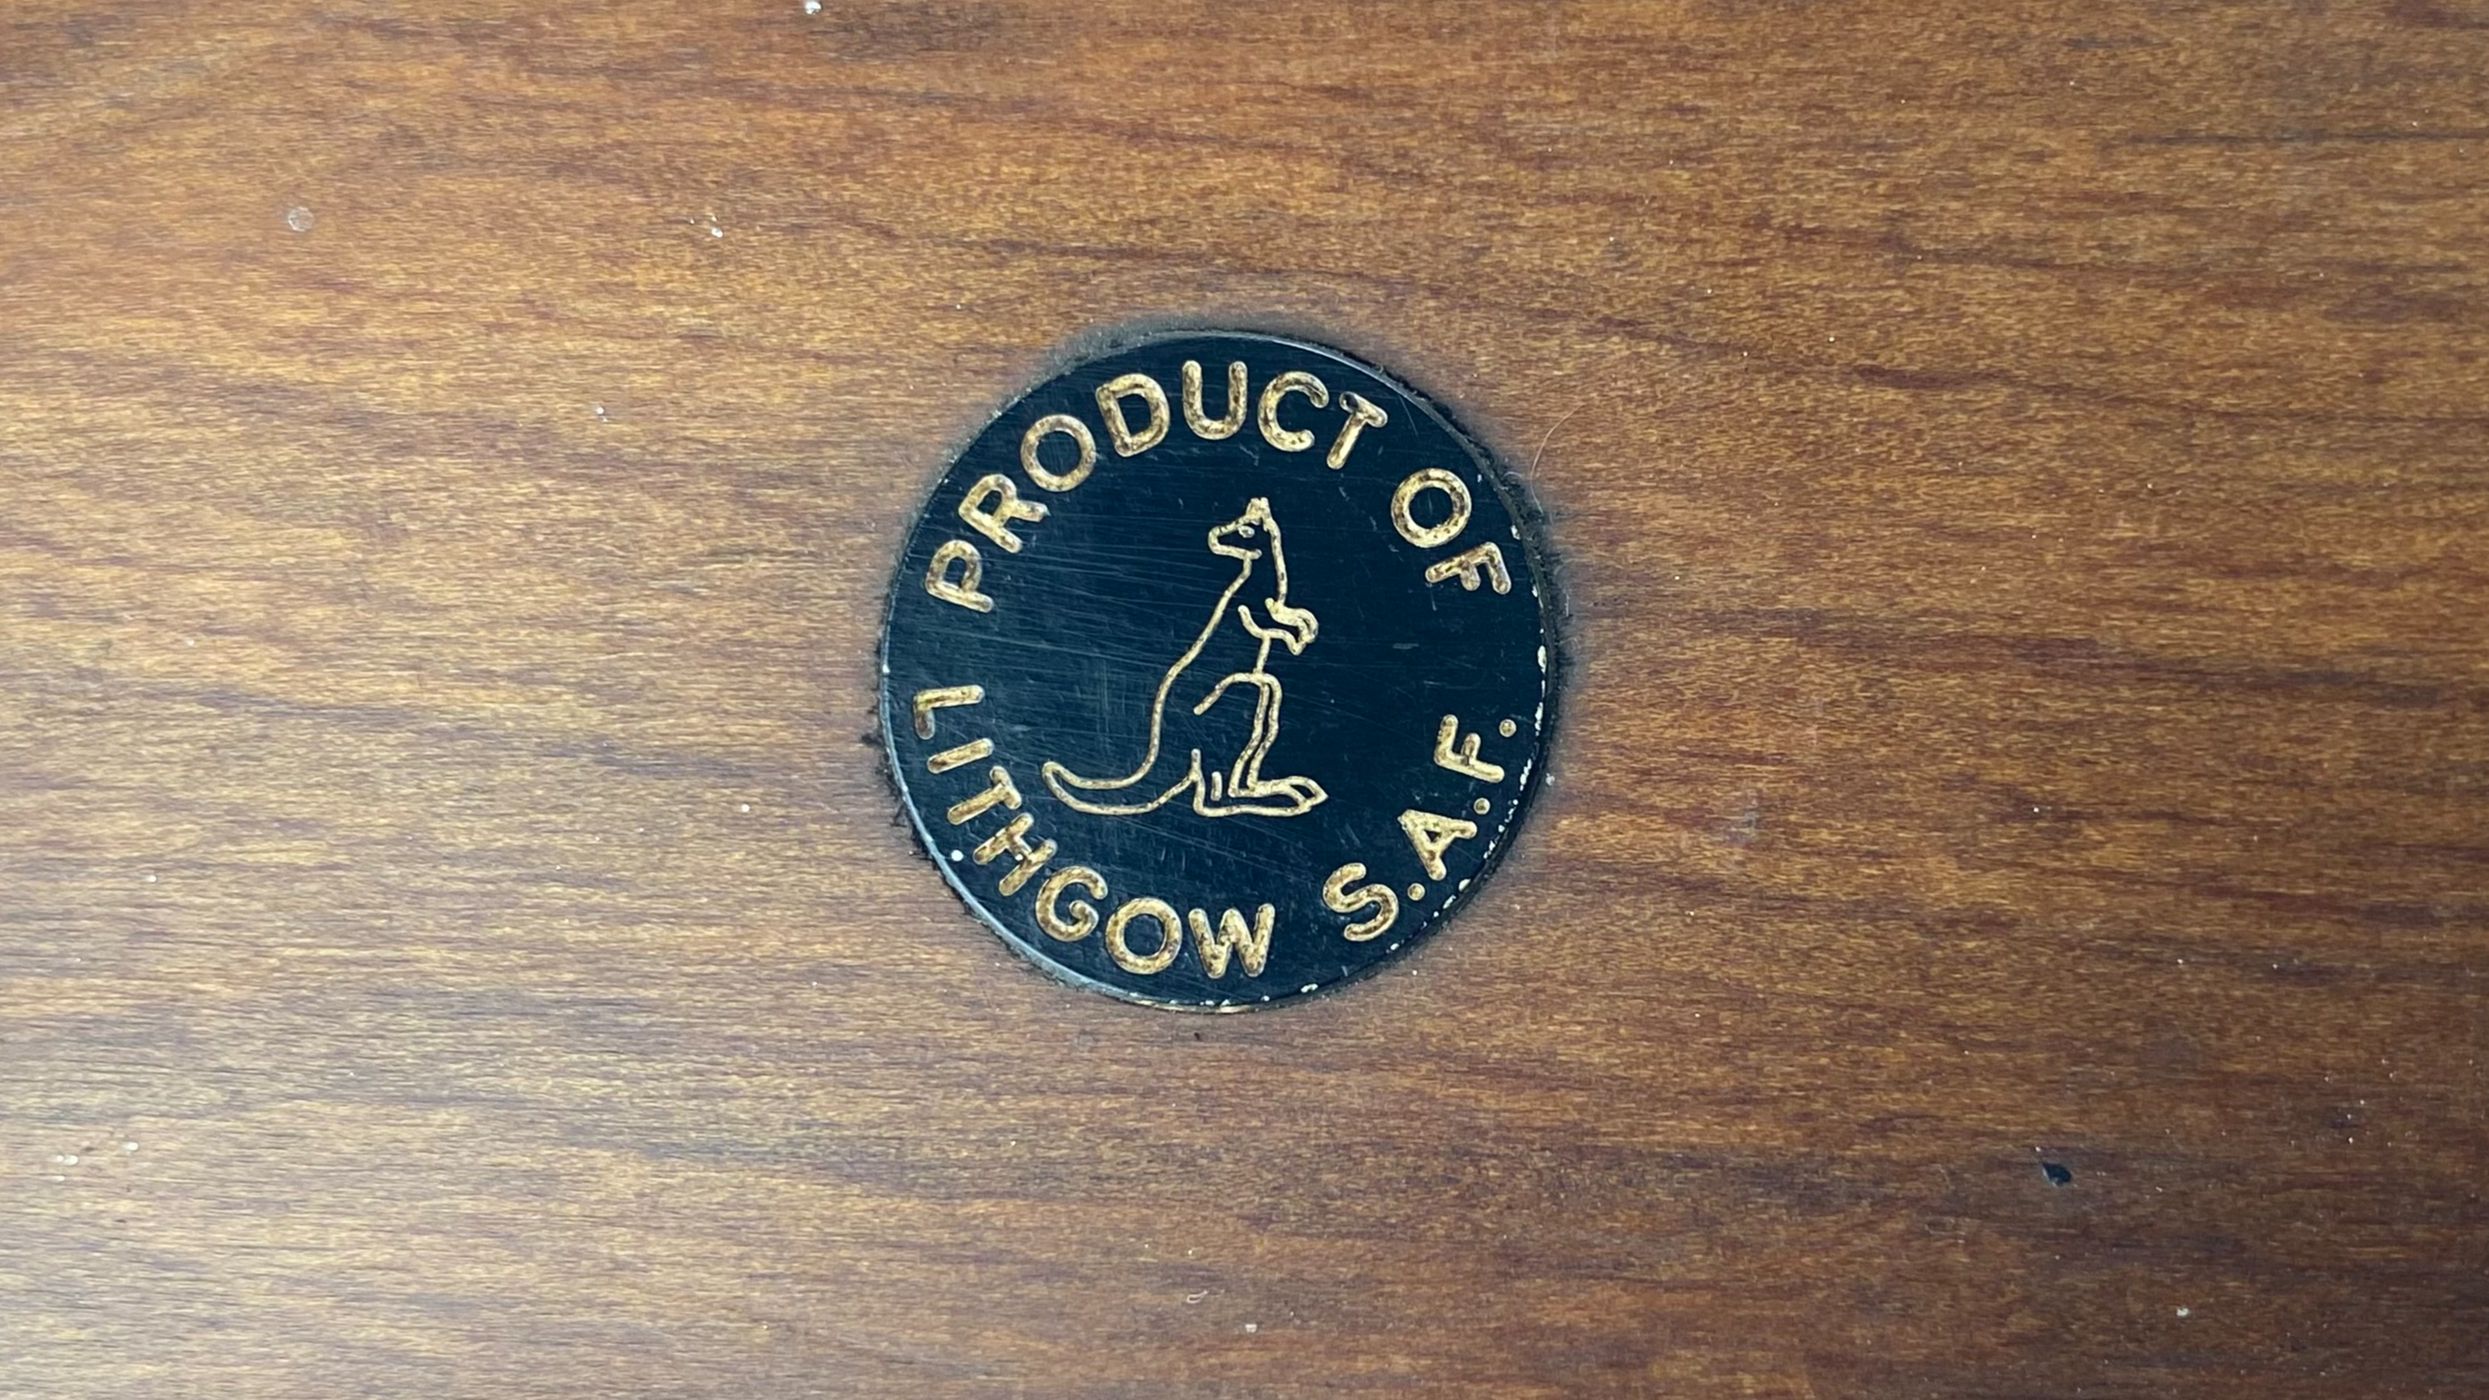 PRODUCT OF
LITHGOW S.A.F.